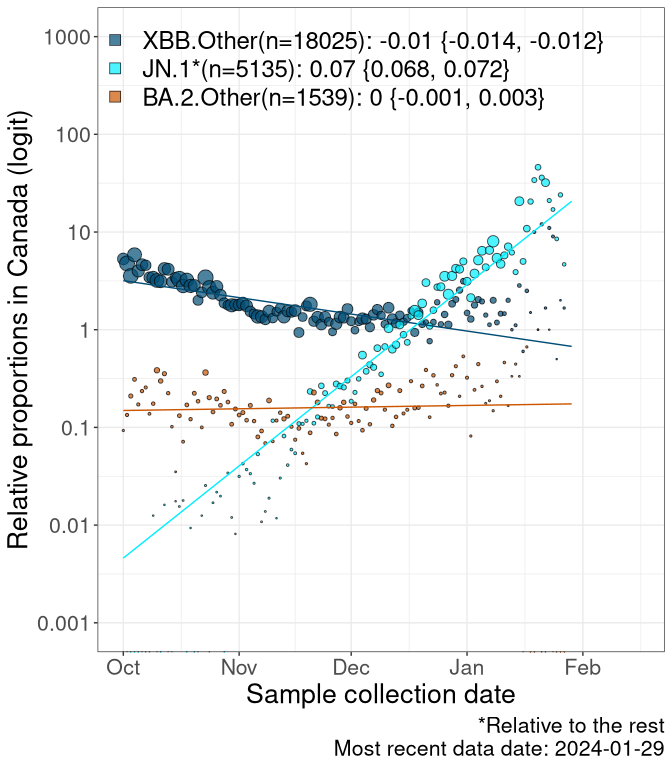 XBB.Other(n=18025): -0.01 {-0.014, -0.012}
JN.1*(n=5135): 0.07 {0.068, 0.072}
BA.2.Other(n=1539): 0 {-0.001, 0.003}
Relative proportions in Canada (logit)
1000
100
10
1
0.1
0.01
0.001
Oct Nov Dec Jan Feb
Sample collection date
*Relative to the rest
Most recent data date: 2024-01-29